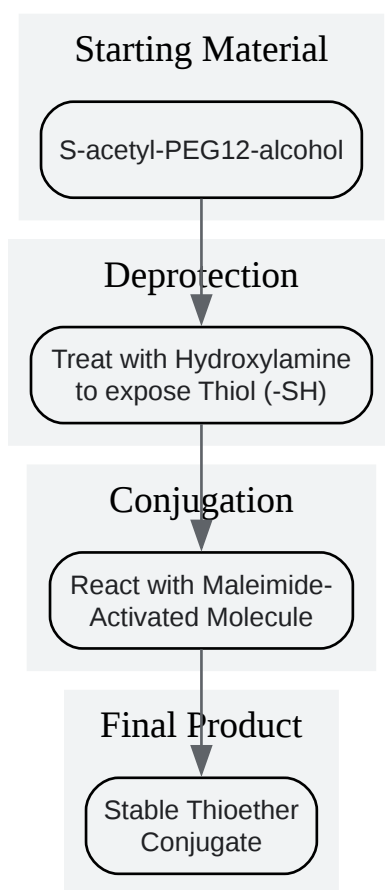 Starting Material
S-acetyl-PEG12-alcohol
Deprotection
Treat with Hydroxylamine
to expose Thiol (-SH)
Conjugation
React with Maleimide-
Activated Molecule
Final Product
Stable Thioether
Conjugate